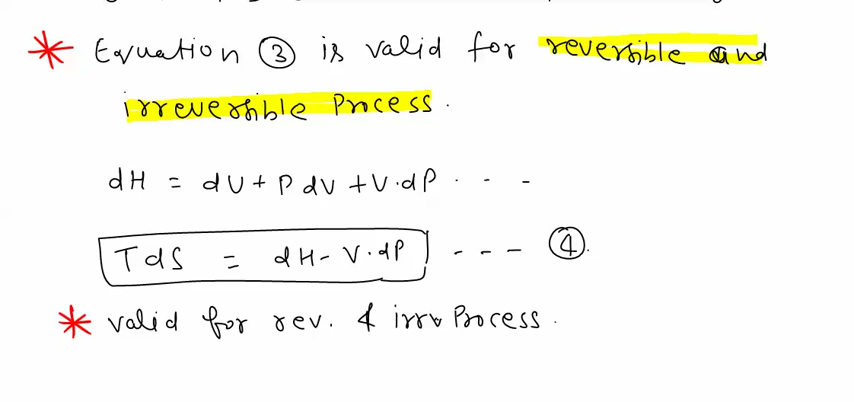 * Equation ③ is valid for reversible and
irreversible Process.
dH = dU + P dV + V·dP · - -
TdS = dH - V·dP - - - ④.
* valid for rev. & irrv Process.